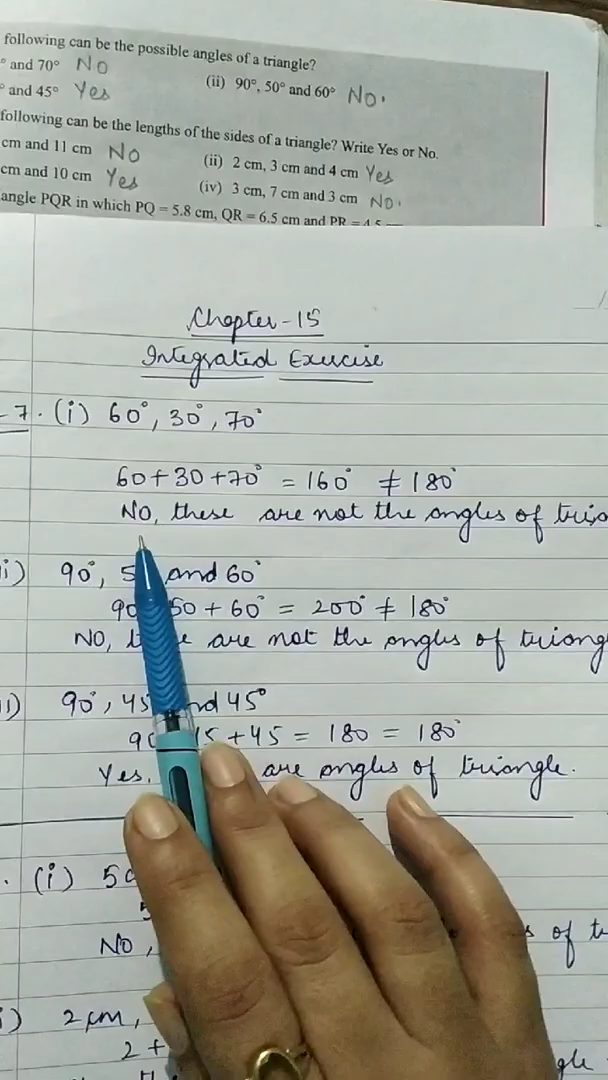 following can be the possible angles of a triangle?
° and 70° No
(ii) 90°, 50° and 60° No.
° and 45° Yes
following can be the lengths of the sides of a triangle? Write Yes or No.
cm and 11 cm No
(ii) 2 cm, 3 cm and 4 cm Yes
cm and 10 cm Yes
(iv) 3 cm, 7 cm and 3 cm No.
angle PQR in which PQ = 5.8 cm, QR = 6.5 cm and PR = 4.5
Chapter-15
Integrated Exercise
7. (i) 60°, 30°, 70°
60+30+70° = 160° ≠ 180°
No, these are not the angles of
i) 90°, and 60°
50 + 60° = 200° ≠ 180°
NO, are not the angles of
i) 90°, 45 45°
+45 = 180 = 180°
Yes. are angles of triangle.
(i) 5
of
No,
2 cm,
2 +